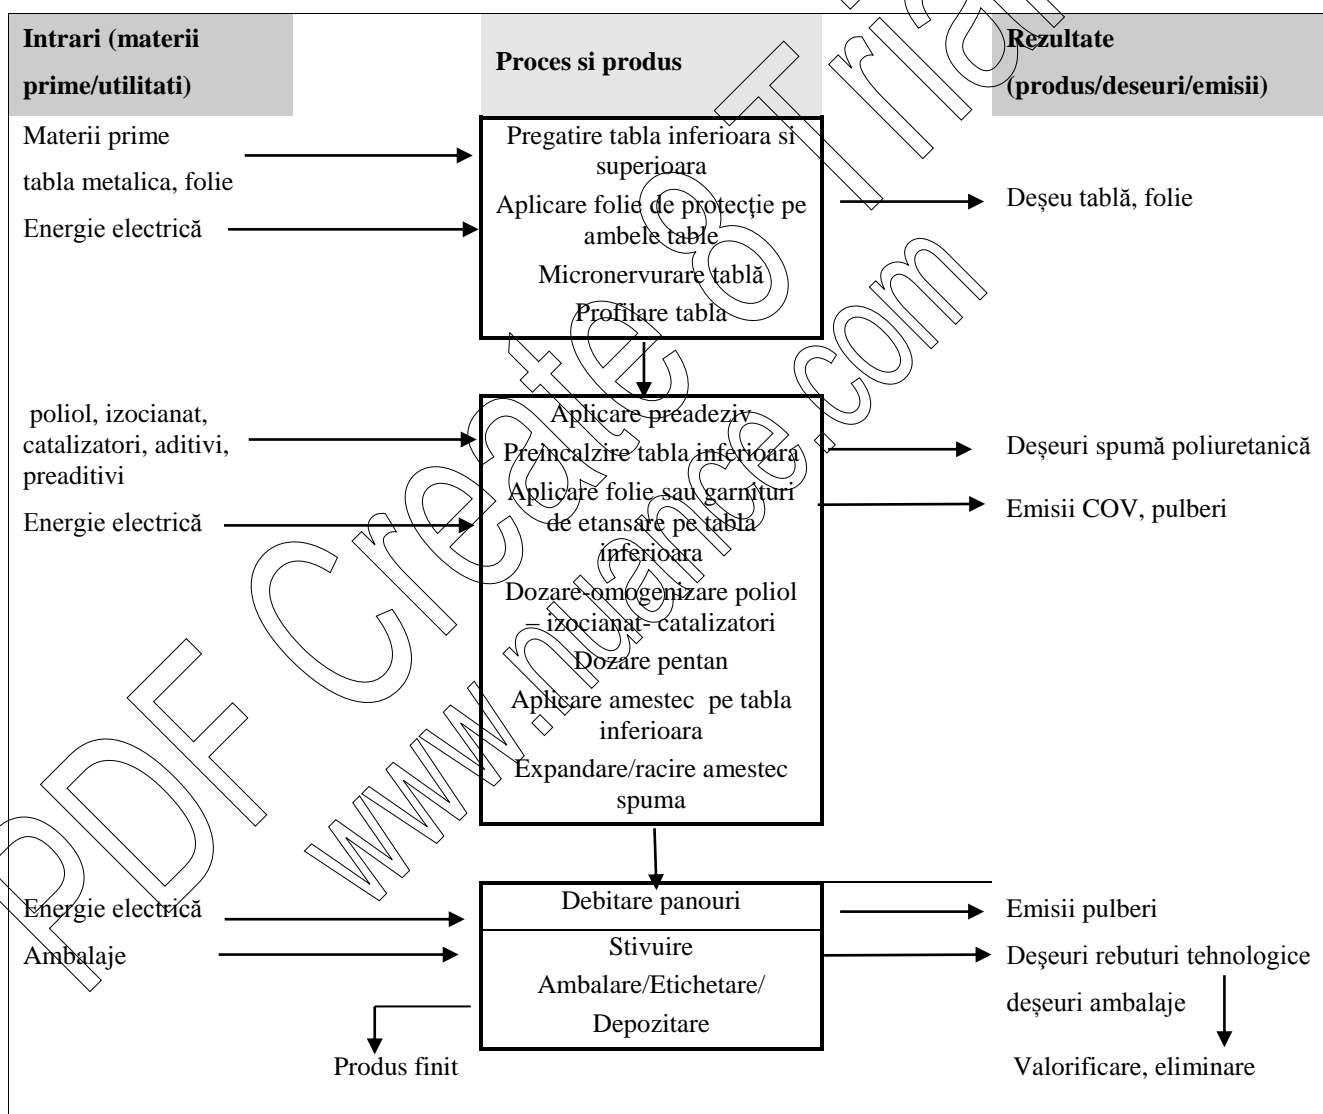 Intrari (materii
prime/utilitati)
Proces si produs
Rezultate
(produs/deseuri/emisii)
Materii prime
tabla metalica, folie
Energie electrică
Pregatire tabla inferioara si
superioara
Aplicare folie de protecţie pe
ambele table
Micronervurare tablă
Profilare tabla
Deșeu tablă, folie
poliol, izocianat,
catalizatori, aditivi,
preaditivi
Energie electrică
Aplicare preadeziv
Preincalzire tabla inferioara
Aplicare folie sau garnituri
de etansare pe tabla
inferioara
Dozare-omogenizare poliol
– izocianat- catalizatori
Dozare pentan
Aplicare amestec pe tabla
inferioara
Expandare/racire amestec
spuma
Deșeuri spumă poliuretanică
Emisii COV, pulberi
Energie electrică
Ambalaje
Debitare panouri
Stivuire
Ambalare/Etichetare/
Depozitare
Emisii pulberi
Deşeuri rebuturi tehnologice
deșeuri ambalaje
Produs finit
Valorificare, eliminare
PDF Create 8 Trial
www.nuance.com